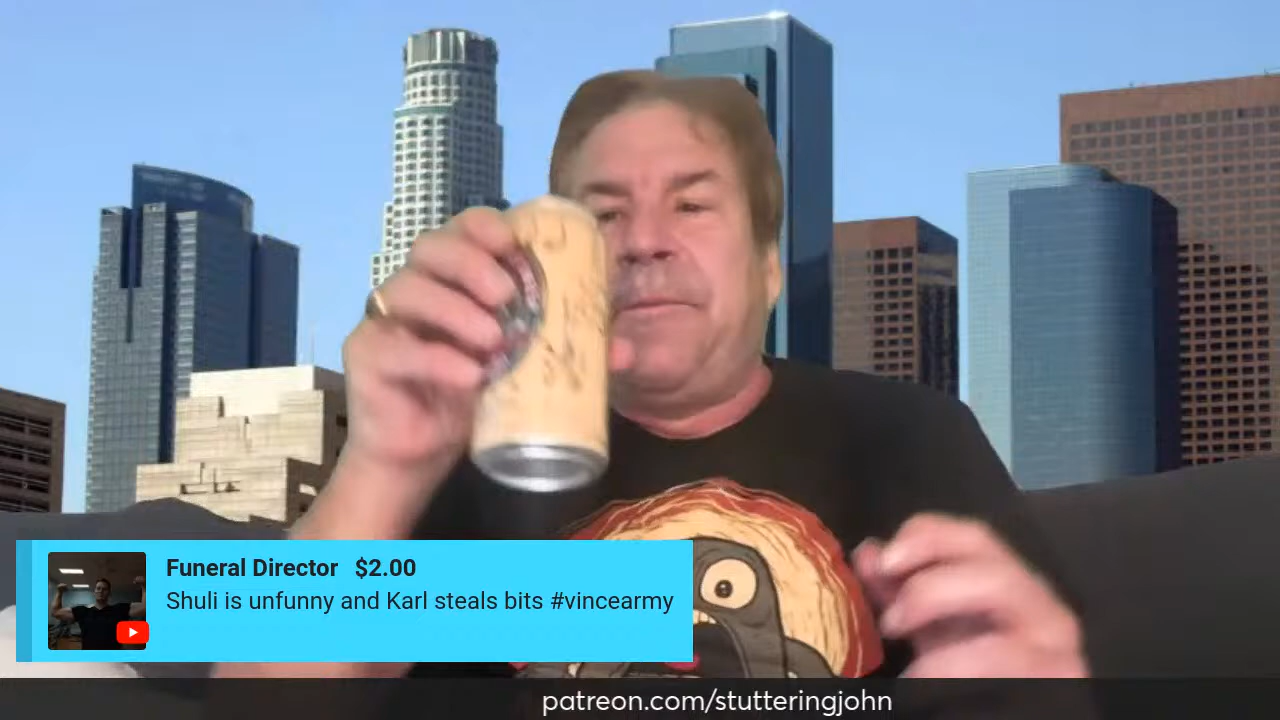 Funeral Director $2.00
Shuli is unfunny and Karl steals bits #vincearmy
patreon.com/stutteringjohn